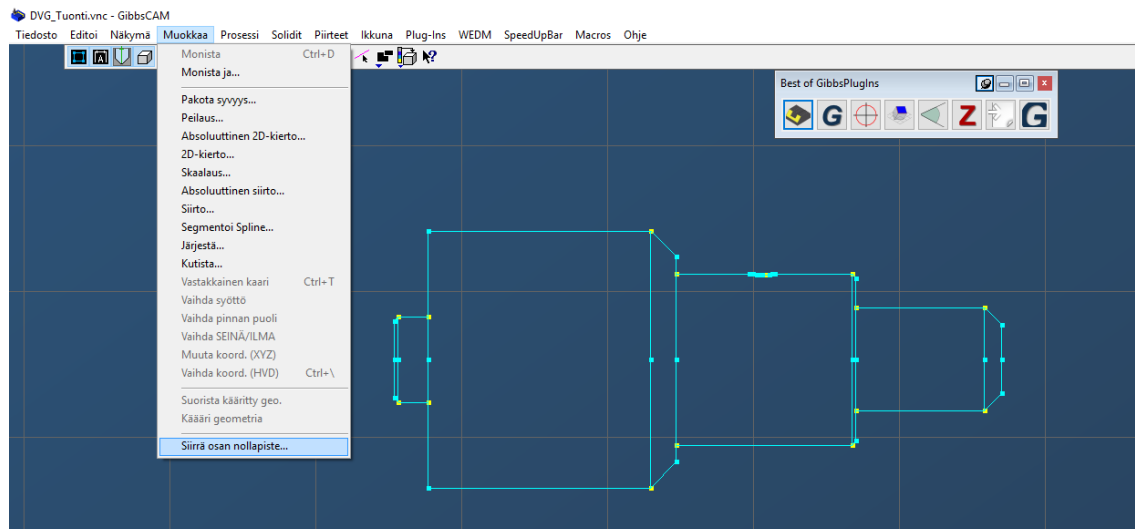 DVG_Tuonti.vnc - GibbsCAM
Tiedosto Editoi Näkymä Muokkaa Prosessi Solidit Piirteet Ikkuna Plug-Ins WEDM SpeedUpBar Macros Ohje
Monista Ctrl+D
Monista ja...
Pakota syvyys...
Peilaus...
Absoluuttinen 2D-kierto...
2D-kierto...
Skaalaus...
Absoluuttinen siirto...
Siirto...
Segmentoi Spline...
Järjestä...
Kutista...
Vastakkainen kaari Ctrl+T
Vaihda syöttö
Vaihda pinnan puoli
Vaihda SEINÄ/ILMA
Muuta koord. (XYZ)
Vaihda koord. (HVD) Ctrl+\
Suorista kääritty geo.
Käääri geometria
Siirrä osan nollapiste...
Best of GibbsPlugIns
G Z G